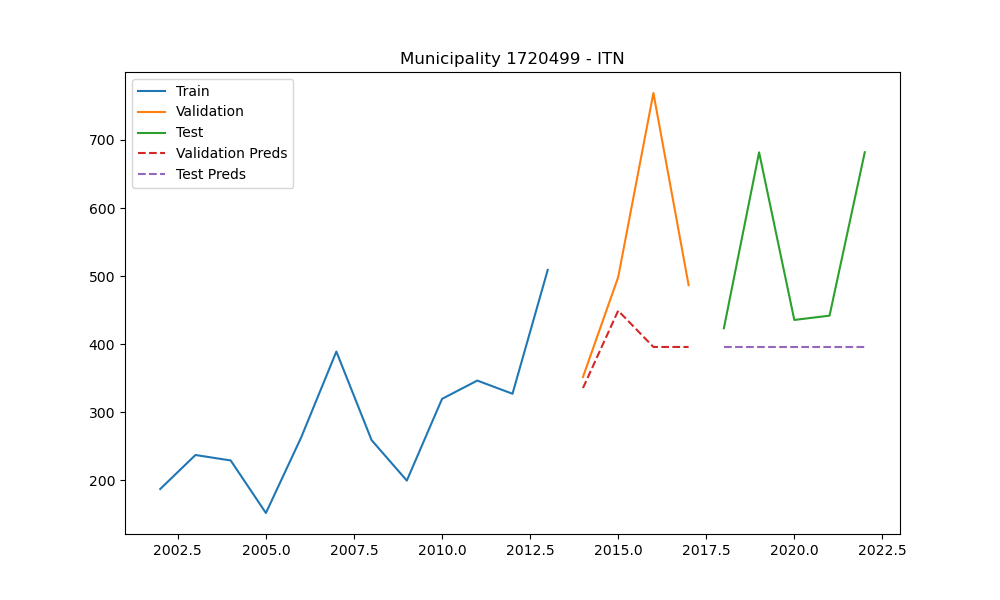 Municipality 1720499 - ITN
Train
Validation
Test
Validation Preds
Test Preds
700
600
500
400
300
200
2002.5 2005.0 2007.5 2010.0 2012.5 2015.0 2017.5 2020.0 2022.5